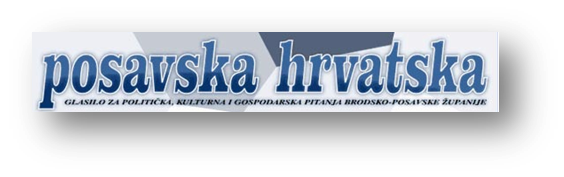 posavska hrvatska
GLASILO ZA POLITIČKA, KULTURNA I GOSPODARSKA PITANJA BRODSKO-POSAVSKE ŽUPANIJE